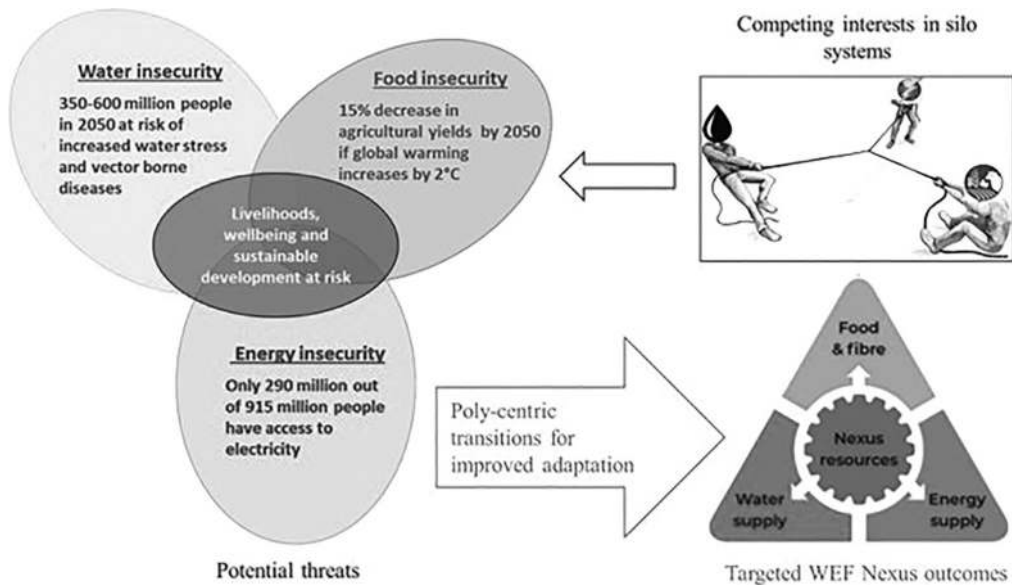 Water insecurity
350-600 million people
in 2050 at risk of
increased water stress
and vector borne
diseases
Food insecurity
15% decrease in
agricultural yields by 2050
if global warming
increases by 2°C
Livelihoods,
wellbeing and
sustainable
development at risk
Energy insecurity
Only 290 million out
of 915 million people
have access to
electricity
Potential threats
Competing interests in silo
systems
Poly-centric
transitions for
improved adaptation
Food
& fibre
Nexus
resources
Water
supply
Energy
supply
Targeted WEF Nexus outcomes